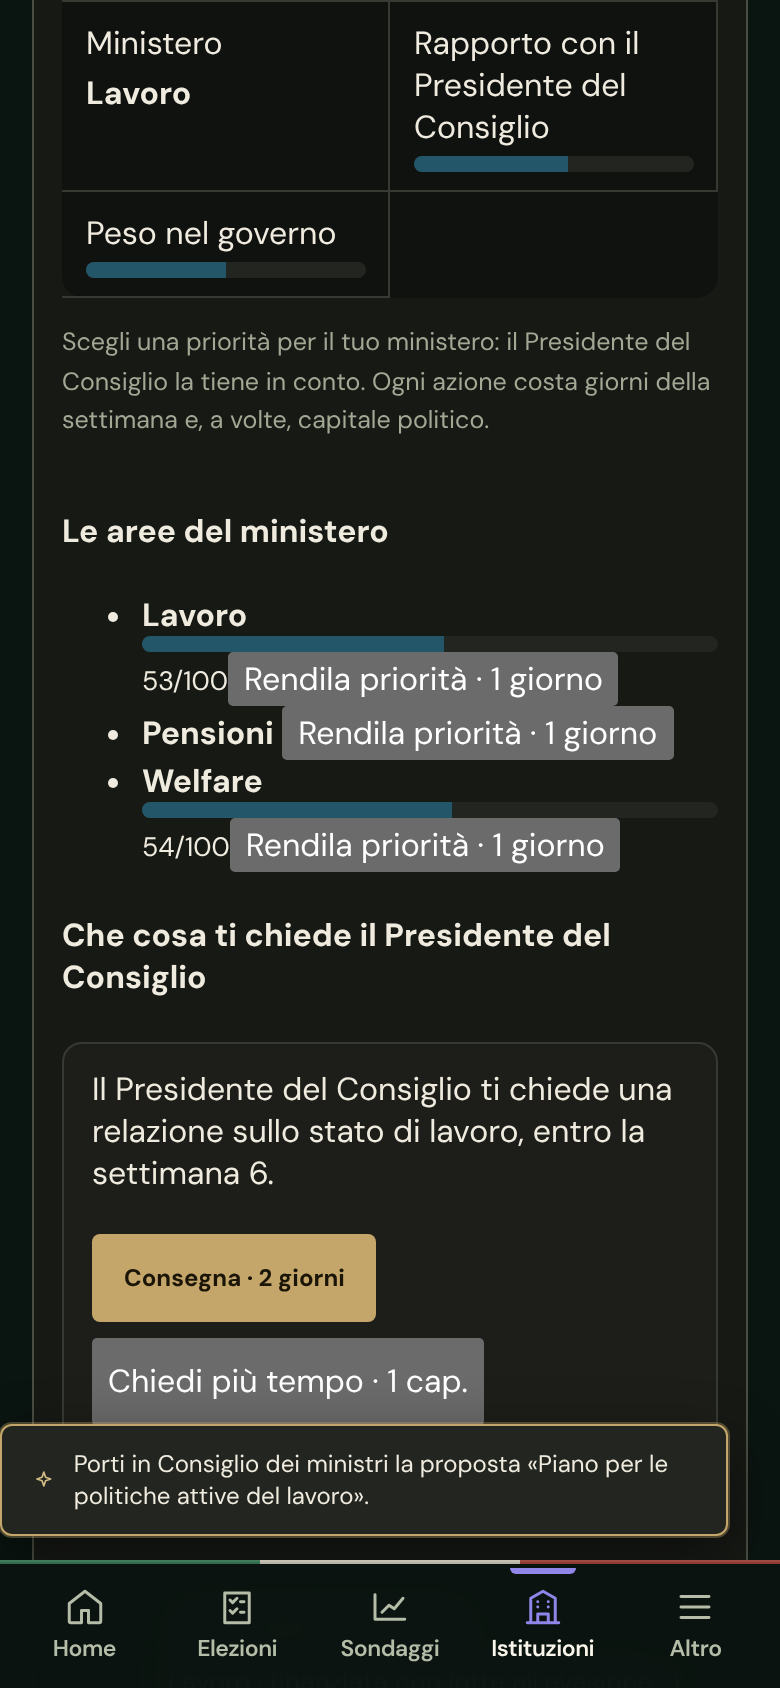 Ministero
Lavoro
Rapporto con il
Presidente del
Consiglio
Peso nel governo
Scegli una priorità per il tuo ministero: il Presidente del
Consiglio la tiene in conto. Ogni azione costa giorni della
settimana e, a volte, capitale politico.
Le aree del ministero
• Lavoro
53/100 Rendila priorità · 1 giorno
• Pensioni Rendila priorità · 1 giorno
• Welfare
54/100 Rendila priorità · 1 giorno
Che cosa ti chiede il Presidente del
Consiglio
Il Presidente del Consiglio ti chiede una
relazione sullo stato di lavoro, entro la
settimana 6.
Consegna · 2 giorni
Chiedi più tempo · 1 cap.
Porti in Consiglio dei ministri la proposta «Piano per le
politiche attive del lavoro».
Home Elezioni Sondaggi Istituzioni Altro